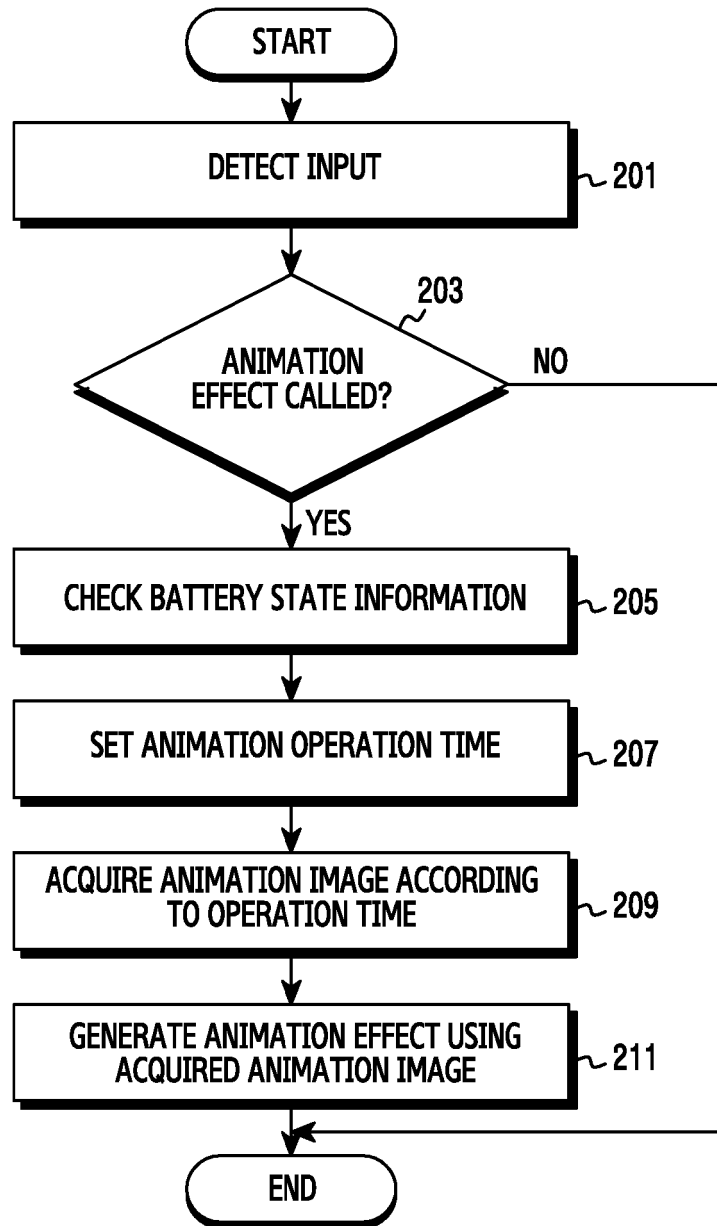 START
DETECT INPUT
201
203
ANIMATION
EFFECT CALLED?
NO
YES
CHECK BATTERY STATE INFORMATION
205
SET ANIMATION OPERATION TIME
207
ACQUIRE ANIMATION IMAGE ACCORDING
TO OPERATION TIME
209
GENERATE ANIMATION EFFECT USING
ACQUIRED ANIMATION IMAGE
211
END